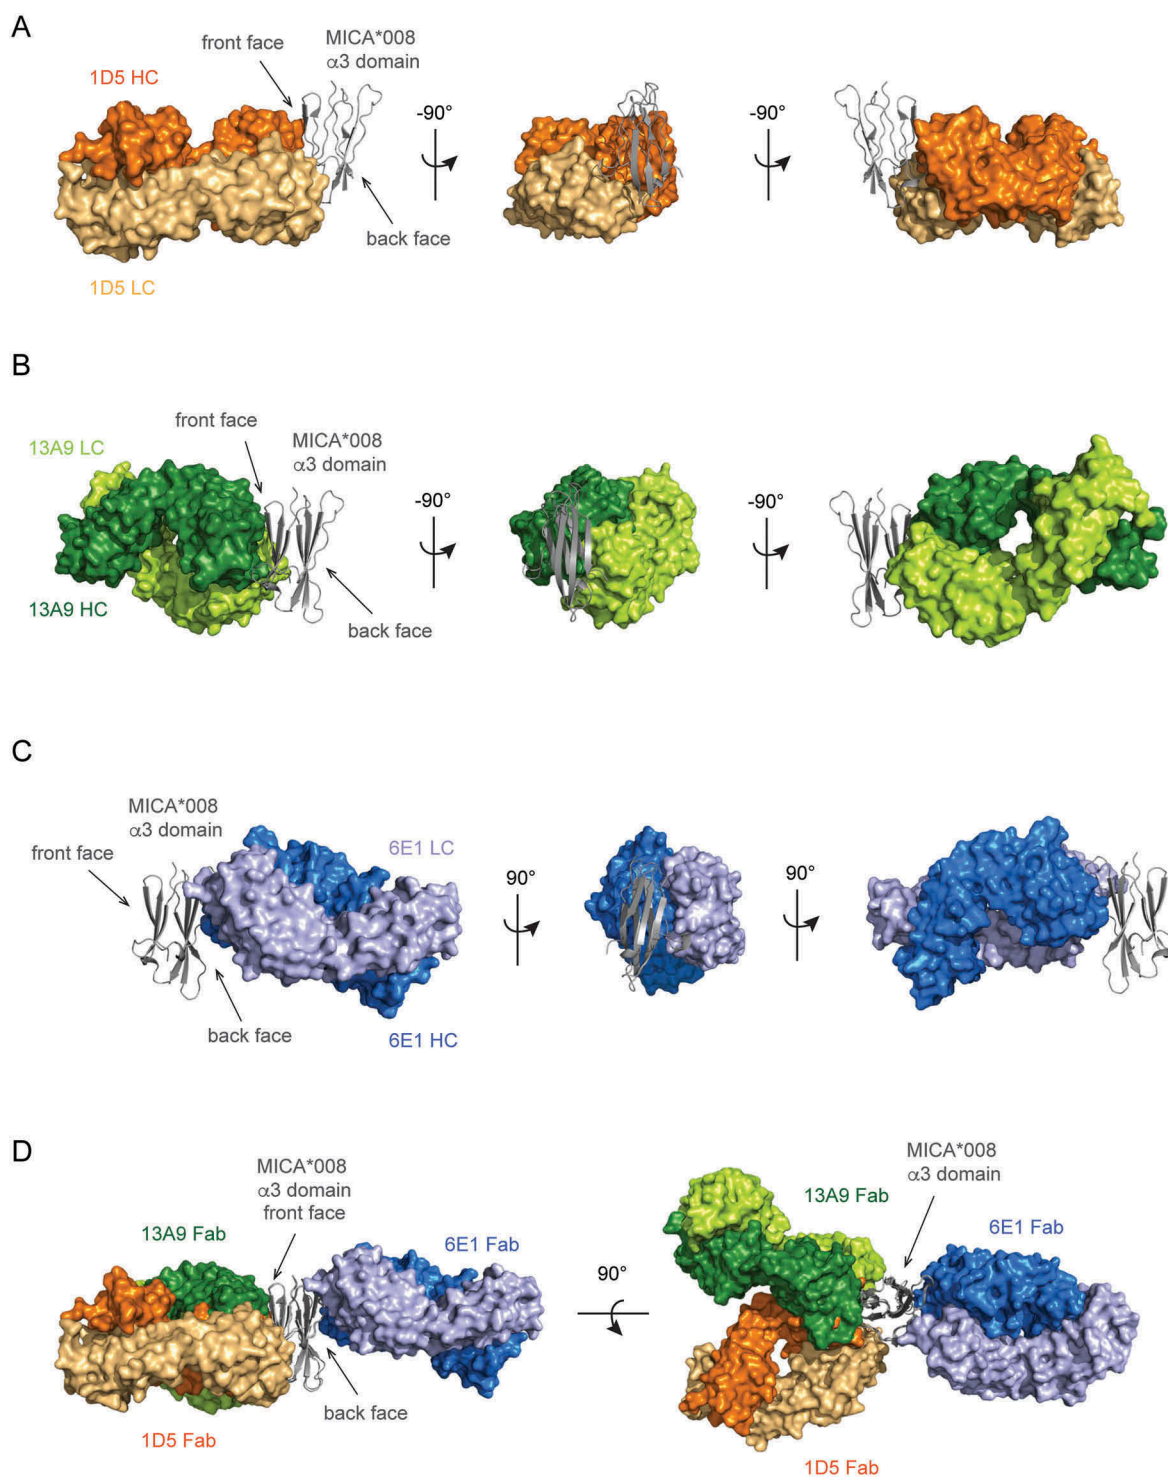 A
front face
MICA*008
α3 domain
1D5 HC
-90°
-90°
back face
1D5 LC
B
front face
MICA*008
α3 domain
13A9 LC
-90°
-90°
13A9 HC
back face
C
MICA*008
α3 domain
front face
6E1 LC
90°
90°
back face
6E1 HC
D
MICA*008
α3 domain
front face
13A9 Fab
6E1 Fab
back face
1D5 Fab
90°
MICA*008
α3 domain
13A9 Fab
6E1 Fab
1D5 Fab